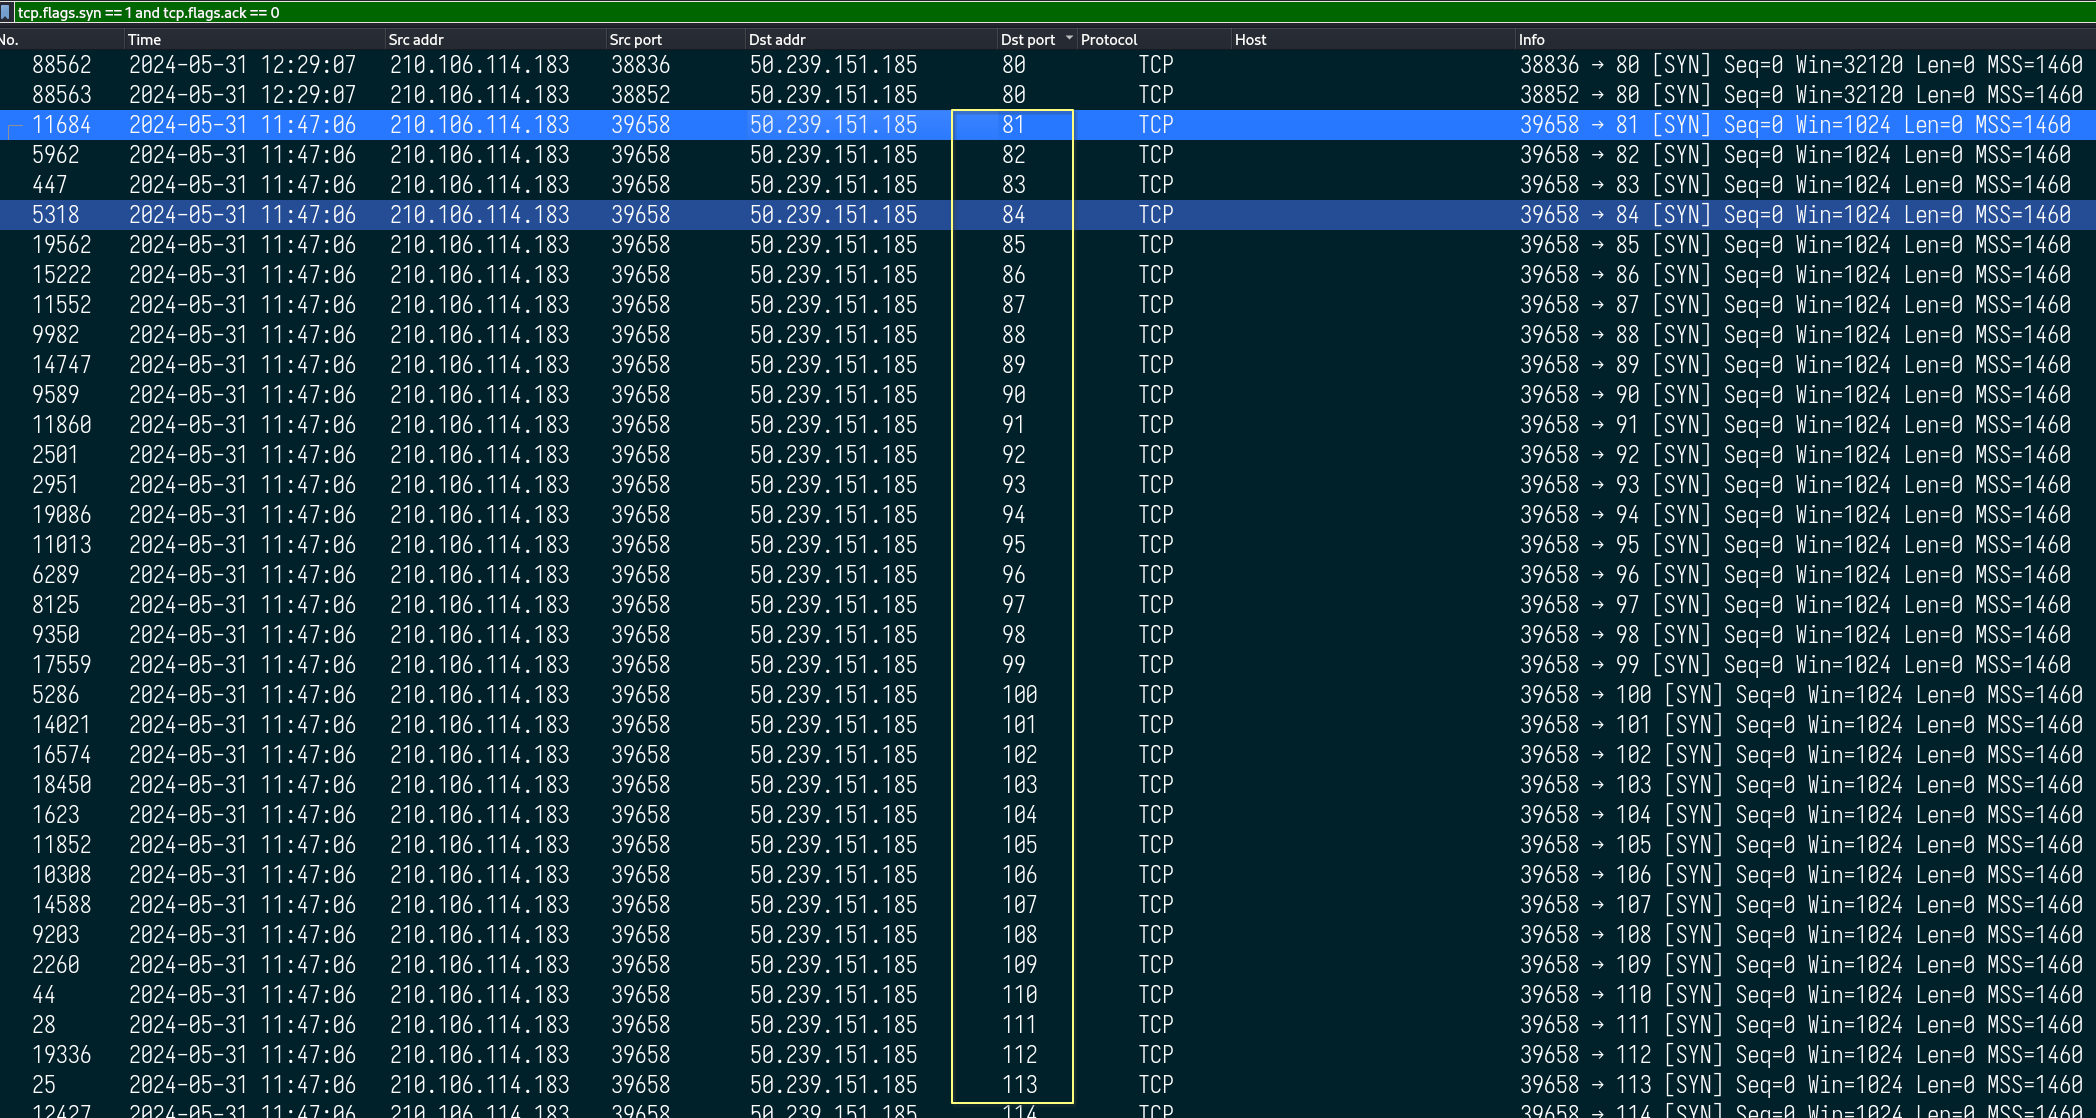 tcp.flags.syn == 1 and tcp.flags.ack == 0
No. Time Src addr Src port Dst addr Dst port Protocol Host Info
88562 2024-05-31 12:29:07 210.106.114.183 38836 50.239.151.185 80 TCP 38836 → 80 [SYN] Seq=0 Win=32120 Len=0 MSS=1460
88563 2024-05-31 12:29:07 210.106.114.183 38852 50.239.151.185 80 TCP 38852 → 80 [SYN] Seq=0 Win=32120 Len=0 MSS=1460
11684 2024-05-31 11:47:06 210.106.114.183 39658 50.239.151.185 81 TCP 39658 → 81 [SYN] Seq=0 Win=1024 Len=0 MSS=1460
5962 2024-05-31 11:47:06 210.106.114.183 39658 50.239.151.185 82 TCP 39658 → 82 [SYN] Seq=0 Win=1024 Len=0 MSS=1460
447 2024-05-31 11:47:06 210.106.114.183 39658 50.239.151.185 83 TCP 39658 → 83 [SYN] Seq=0 Win=1024 Len=0 MSS=1460
5318 2024-05-31 11:47:06 210.106.114.183 39658 50.239.151.185 84 TCP 39658 → 84 [SYN] Seq=0 Win=1024 Len=0 MSS=1460
19562 2024-05-31 11:47:06 210.106.114.183 39658 50.239.151.185 85 TCP 39658 → 85 [SYN] Seq=0 Win=1024 Len=0 MSS=1460
15222 2024-05-31 11:47:06 210.106.114.183 39658 50.239.151.185 86 TCP 39658 → 86 [SYN] Seq=0 Win=1024 Len=0 MSS=1460
11552 2024-05-31 11:47:06 210.106.114.183 39658 50.239.151.185 87 TCP 39658 → 87 [SYN] Seq=0 Win=1024 Len=0 MSS=1460
9982 2024-05-31 11:47:06 210.106.114.183 39658 50.239.151.185 88 TCP 39658 → 88 [SYN] Seq=0 Win=1024 Len=0 MSS=1460
14747 2024-05-31 11:47:06 210.106.114.183 39658 50.239.151.185 89 TCP 39658 → 89 [SYN] Seq=0 Win=1024 Len=0 MSS=1460
9589 2024-05-31 11:47:06 210.106.114.183 39658 50.239.151.185 90 TCP 39658 → 90 [SYN] Seq=0 Win=1024 Len=0 MSS=1460
11860 2024-05-31 11:47:06 210.106.114.183 39658 50.239.151.185 91 TCP 39658 → 91 [SYN] Seq=0 Win=1024 Len=0 MSS=1460
2501 2024-05-31 11:47:06 210.106.114.183 39658 50.239.151.185 92 TCP 39658 → 92 [SYN] Seq=0 Win=1024 Len=0 MSS=1460
2951 2024-05-31 11:47:06 210.106.114.183 39658 50.239.151.185 93 TCP 39658 → 93 [SYN] Seq=0 Win=1024 Len=0 MSS=1460
19086 2024-05-31 11:47:06 210.106.114.183 39658 50.239.151.185 94 TCP 39658 → 94 [SYN] Seq=0 Win=1024 Len=0 MSS=1460
11013 2024-05-31 11:47:06 210.106.114.183 39658 50.239.151.185 95 TCP 39658 → 95 [SYN] Seq=0 Win=1024 Len=0 MSS=1460
6289 2024-05-31 11:47:06 210.106.114.183 39658 50.239.151.185 96 TCP 39658 → 96 [SYN] Seq=0 Win=1024 Len=0 MSS=1460
8125 2024-05-31 11:47:06 210.106.114.183 39658 50.239.151.185 97 TCP 39658 → 97 [SYN] Seq=0 Win=1024 Len=0 MSS=1460
9350 2024-05-31 11:47:06 210.106.114.183 39658 50.239.151.185 98 TCP 39658 → 98 [SYN] Seq=0 Win=1024 Len=0 MSS=1460
17559 2024-05-31 11:47:06 210.106.114.183 39658 50.239.151.185 99 TCP 39658 → 99 [SYN] Seq=0 Win=1024 Len=0 MSS=1460
5286 2024-05-31 11:47:06 210.106.114.183 39658 50.239.151.185 100 TCP 39658 → 100 [SYN] Seq=0 Win=1024 Len=0 MSS=1460
14021 2024-05-31 11:47:06 210.106.114.183 39658 50.239.151.185 101 TCP 39658 → 101 [SYN] Seq=0 Win=1024 Len=0 MSS=1460
16574 2024-05-31 11:47:06 210.106.114.183 39658 50.239.151.185 102 TCP 39658 → 102 [SYN] Seq=0 Win=1024 Len=0 MSS=1460
18450 2024-05-31 11:47:06 210.106.114.183 39658 50.239.151.185 103 TCP 39658 → 103 [SYN] Seq=0 Win=1024 Len=0 MSS=1460
1623 2024-05-31 11:47:06 210.106.114.183 39658 50.239.151.185 104 TCP 39658 → 104 [SYN] Seq=0 Win=1024 Len=0 MSS=1460
11852 2024-05-31 11:47:06 210.106.114.183 39658 50.239.151.185 105 TCP 39658 → 105 [SYN] Seq=0 Win=1024 Len=0 MSS=1460
10308 2024-05-31 11:47:06 210.106.114.183 39658 50.239.151.185 106 TCP 39658 → 106 [SYN] Seq=0 Win=1024 Len=0 MSS=1460
14588 2024-05-31 11:47:06 210.106.114.183 39658 50.239.151.185 107 TCP 39658 → 107 [SYN] Seq=0 Win=1024 Len=0 MSS=1460
9203 2024-05-31 11:47:06 210.106.114.183 39658 50.239.151.185 108 TCP 39658 → 108 [SYN] Seq=0 Win=1024 Len=0 MSS=1460
2260 2024-05-31 11:47:06 210.106.114.183 39658 50.239.151.185 109 TCP 39658 → 109 [SYN] Seq=0 Win=1024 Len=0 MSS=1460
44 2024-05-31 11:47:06 210.106.114.183 39658 50.239.151.185 110 TCP 39658 → 110 [SYN] Seq=0 Win=1024 Len=0 MSS=1460
28 2024-05-31 11:47:06 210.106.114.183 39658 50.239.151.185 111 TCP 39658 → 111 [SYN] Seq=0 Win=1024 Len=0 MSS=1460
19336 2024-05-31 11:47:06 210.106.114.183 39658 50.239.151.185 112 TCP 39658 → 112 [SYN] Seq=0 Win=1024 Len=0 MSS=1460
25 2024-05-31 11:47:06 210.106.114.183 39658 50.239.151.185 113 TCP 39658 → 113 [SYN] Seq=0 Win=1024 Len=0 MSS=1460
12427 2024-05-31 11:47:06 210.106.114.183 39658 50.239.151.185 114 TCP 39658 → 114 [SYN] Seq=0 Win=1024 Len=0 MSS=1460